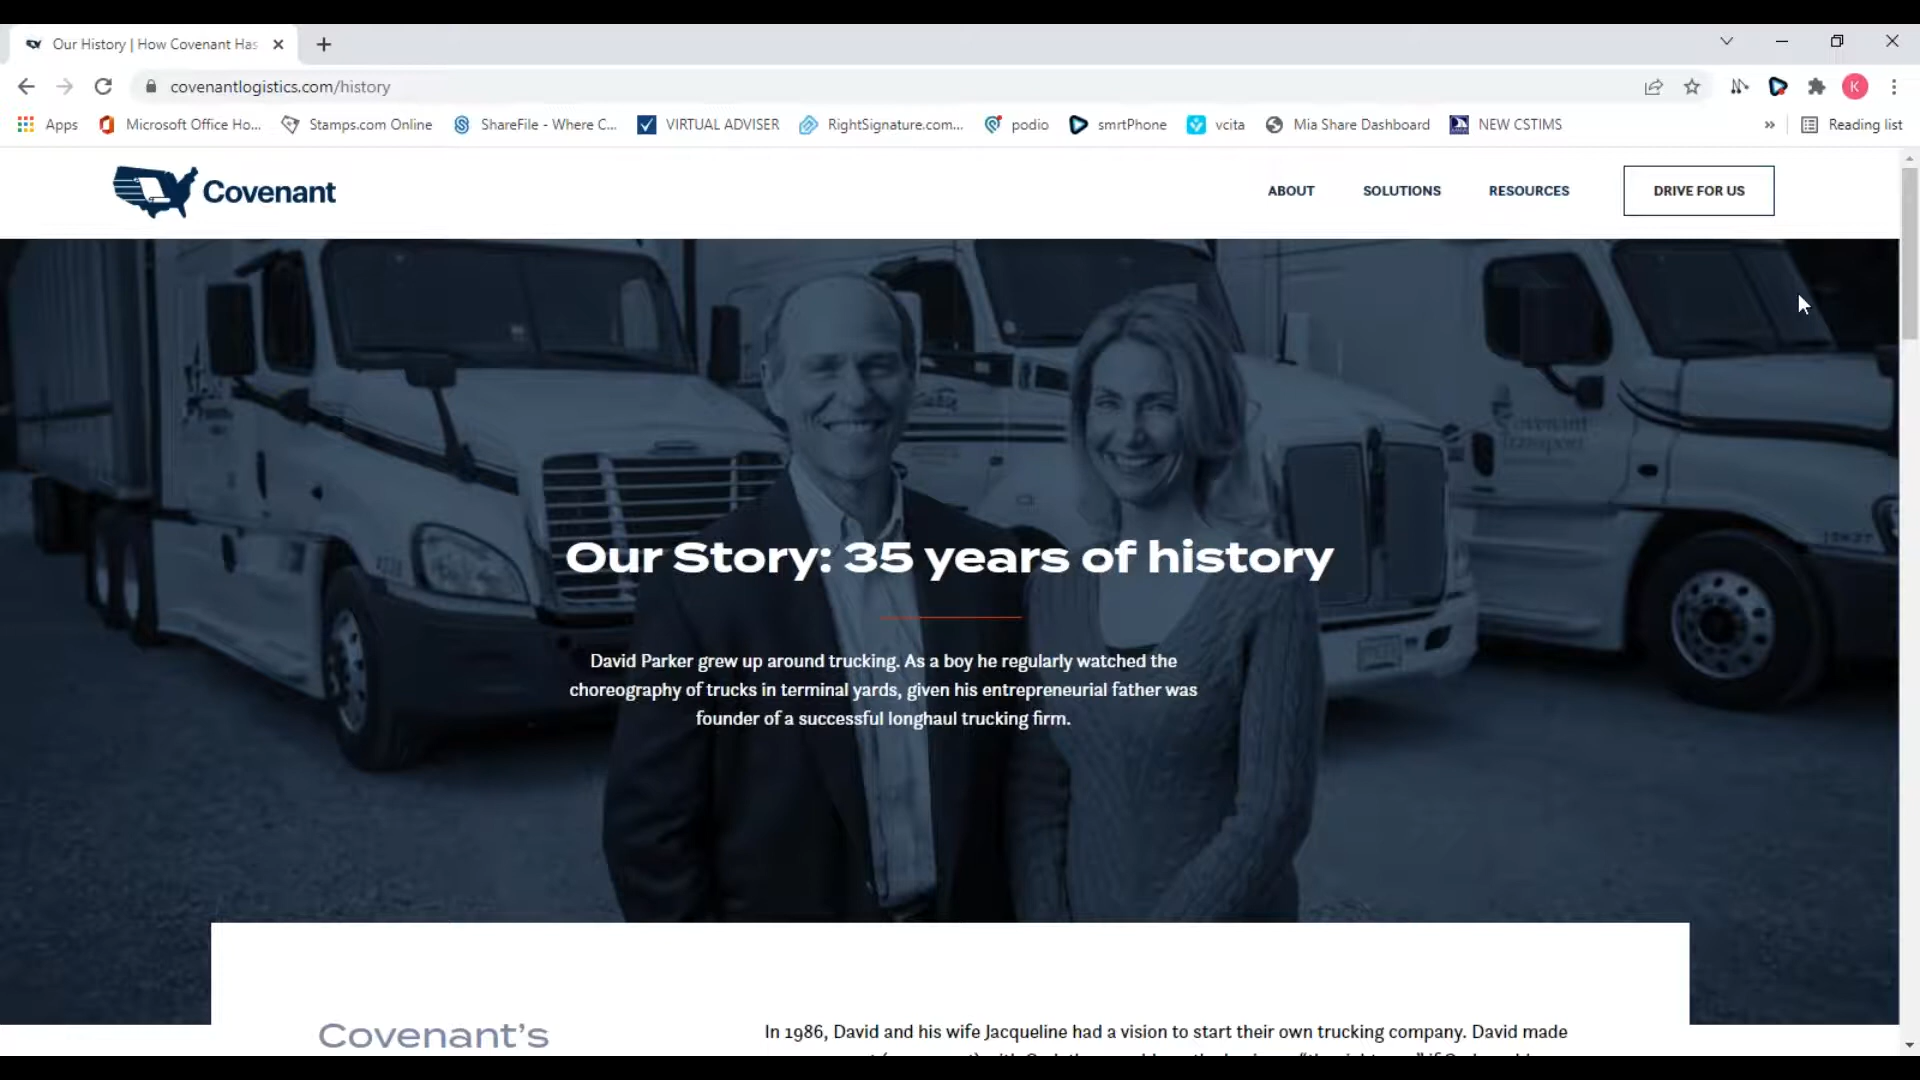 Our History | How Covenant Has
covenantlogistics.com/history
K
Apps
Microsoft Office Ho...
Stamps.com Online
ShareFile - Where C...
VIRTUAL ADVISER
RightSignature.com...
podio
smrtPhone
vcita
Mia Share Dashboard
NEW CSTIMS
»
Reading list
Covenant
ABOUT
SOLUTIONS
RESOURCES
DRIVE FOR US
Covenant
Transport
Our Story: 35 years of history
David Parker grew up around trucking. As a boy he regularly watched the
choreography of trucks in terminal yards, given his entrepreneurial father was
founder of a successful longhaul trucking firm.
Covenant's
In 1986, David and his wife Jacqueline had a vision to start their own trucking company. David made